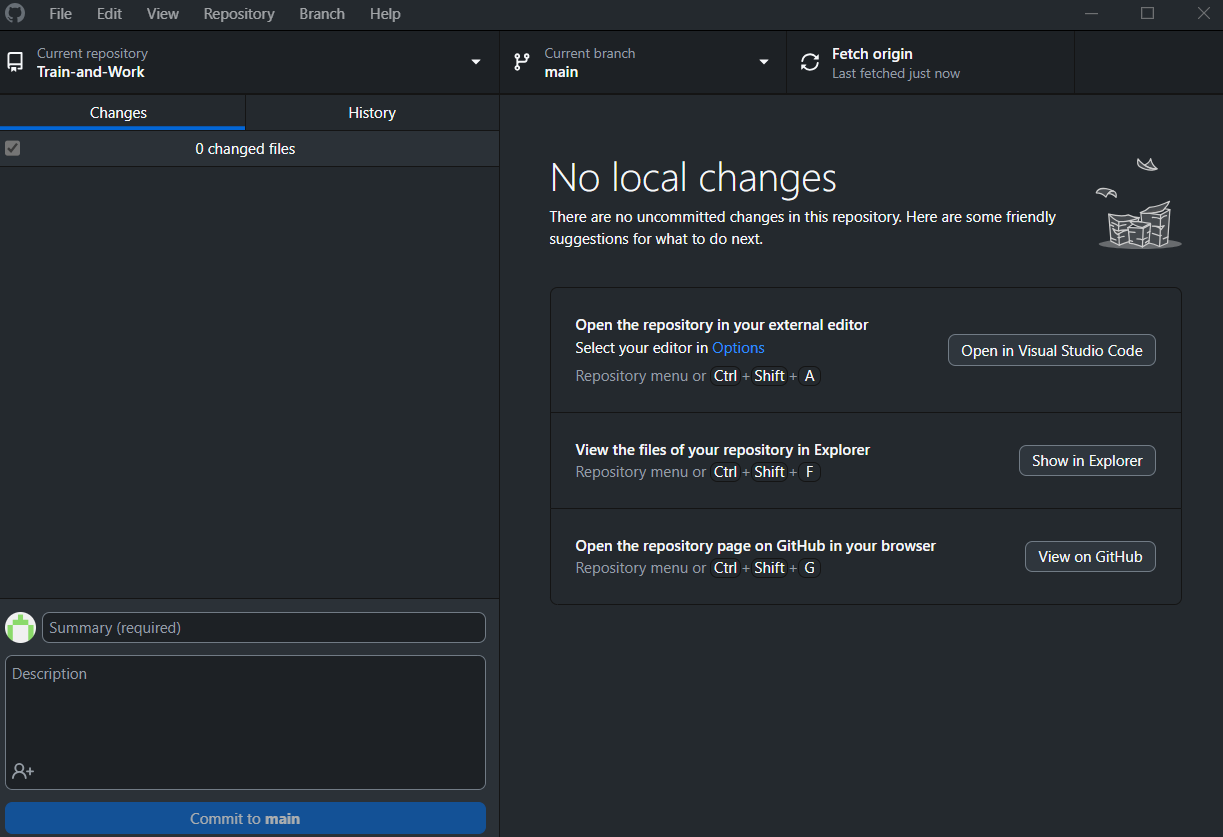 File Edit View Repository Branch Help
Current repository
Train-and-Work
Current branch
main
Fetch origin
Last fetched just now
Changes
History
0 changed files
No local changes
There are no uncommitted changes in this repository. Here are some friendly
suggestions for what to do next.
Open the repository in your external editor
Select your editor in Options
Repository menu or Ctrl + Shift + A
Open in Visual Studio Code
View the files of your repository in Explorer
Repository menu or Ctrl + Shift + F
Show in Explorer
Open the repository page on GitHub in your browser
Repository menu or Ctrl + Shift + G
View on GitHub
Summary (required)
Description
Commit to main